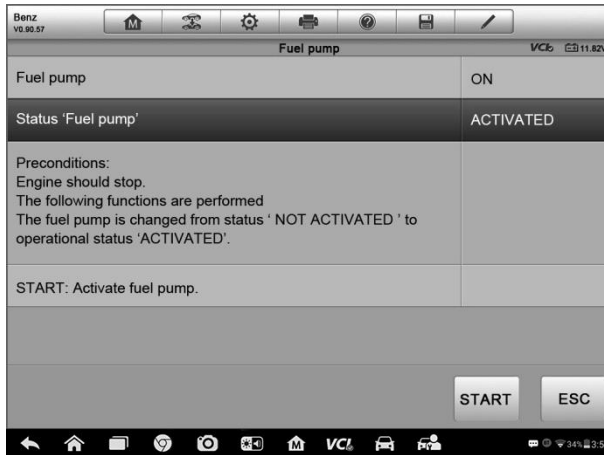 Benz
V0.90.57
Fuel pump
VCI 11.82V
Fuel pump ON
Status 'Fuel pump' ACTIVATED
Preconditions:
Engine should stop.
The following functions are performed
The fuel pump is changed from status ' NOT ACTIVATED ' to
operational status 'ACTIVATED'.
START: Activate fuel pump.
START ESC
VCI 34% 3:5